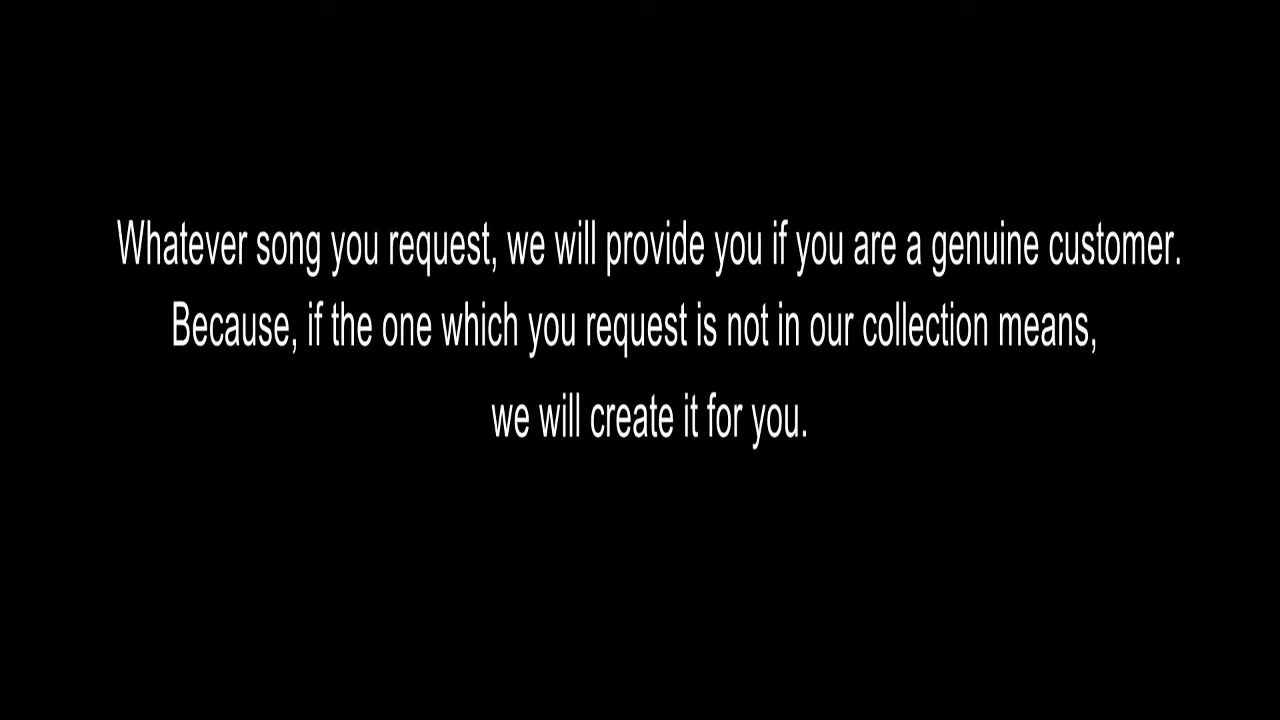 Whatever song you request, we will provide you if you are a genuine customer.
Because, if the one which you request is not in our collection means,
we will create it for you.